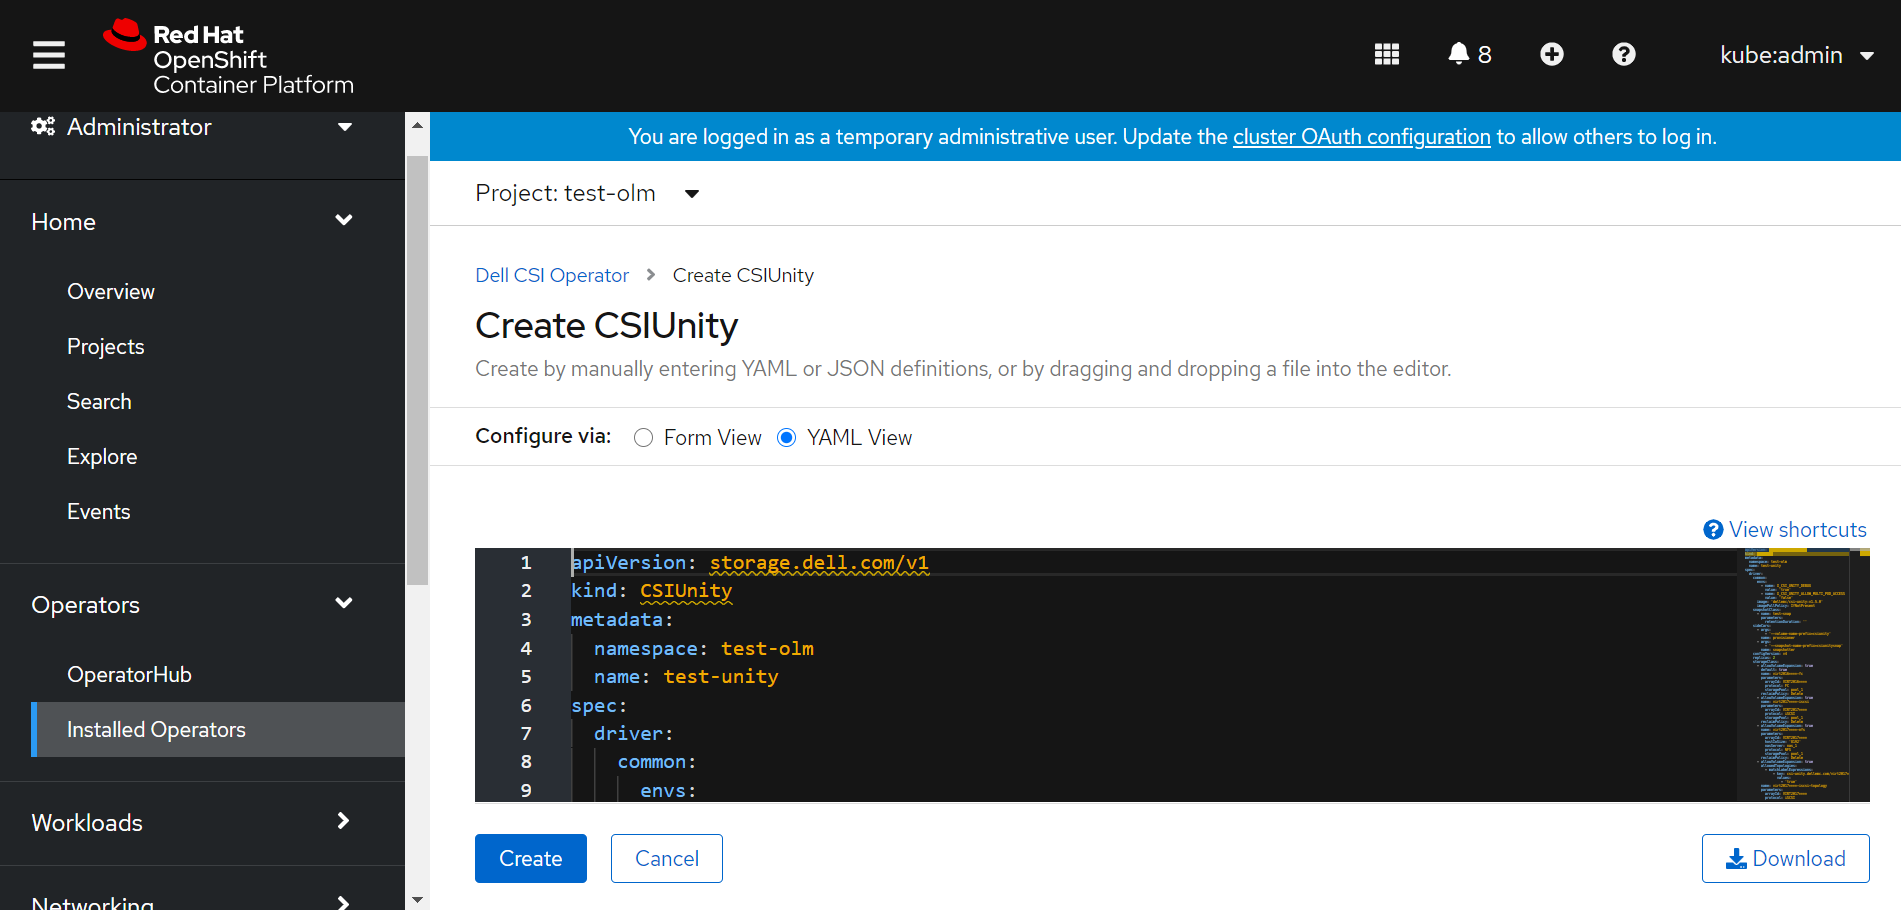 Red Hat
OpenShift
Container Platform
8
kube:admin
Administrator
You are logged in as a temporary administrative user. Update the cluster OAuth configuration to allow others to log in.
Project: test-olm
Home
Overview
Projects
Search
Explore
Events
Operators
OperatorHub
Installed Operators
Workloads
Networking
Dell CSI Operator > Create CSIUnity
Create CSIUnity
Create by manually entering YAML or JSON definitions, or by dragging and dropping a file into the editor.
Configure via: Form View YAML View
View shortcuts
1 apiVersion: storage.dell.com/v1
2 kind: CSIUnity
3 metadata:
4 namespace: test-olm
5 name: test-unity
6 spec:
7 driver:
8 common:
9 envs:
Create
Cancel
Download